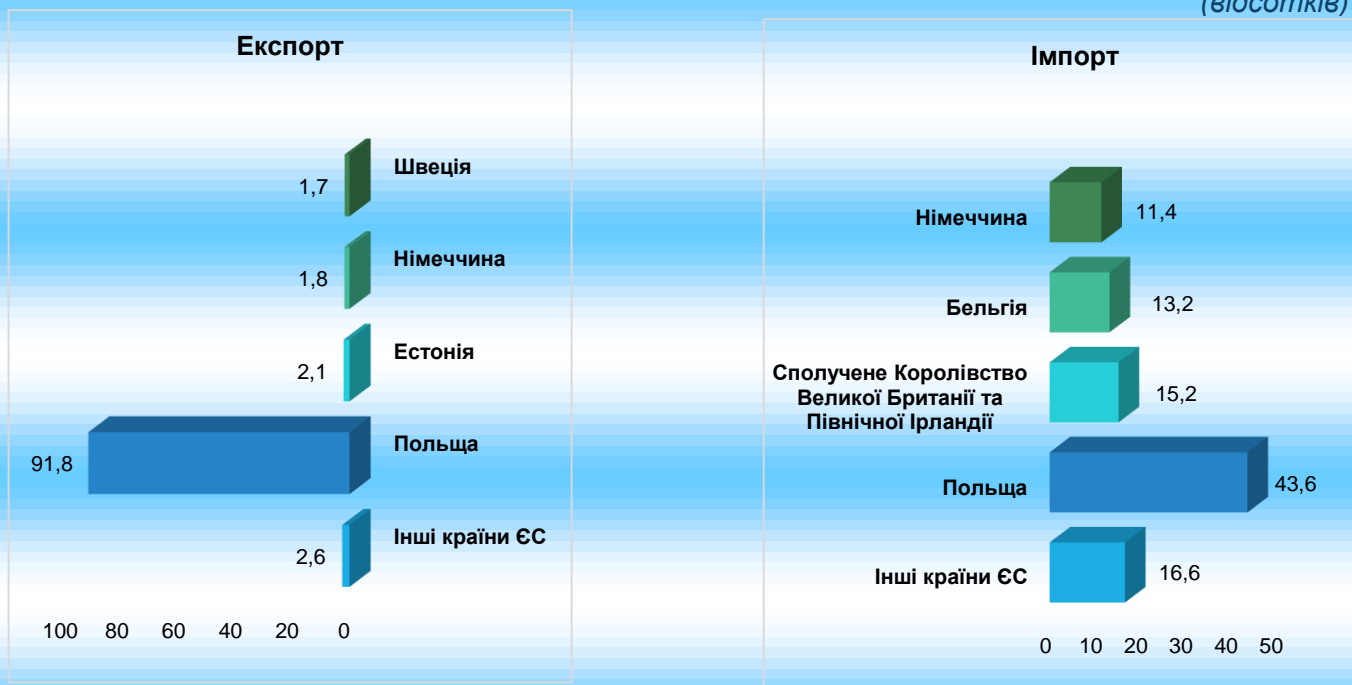 (відсотків)
Експорт
1,7 Швеція
1,8 Німеччина
2,1 Естонія
91,8 Польща
2,6 Інші країни ЄС
100 80 60 40 20 0
Імпорт
Німеччина 11,4
Бельгія 13,2
Сполучене Королівство
Великої Британії та
Північної Ірландії
15,2
Польща 43,6
Інші країни ЄС 16,6
0 10 20 30 40 50